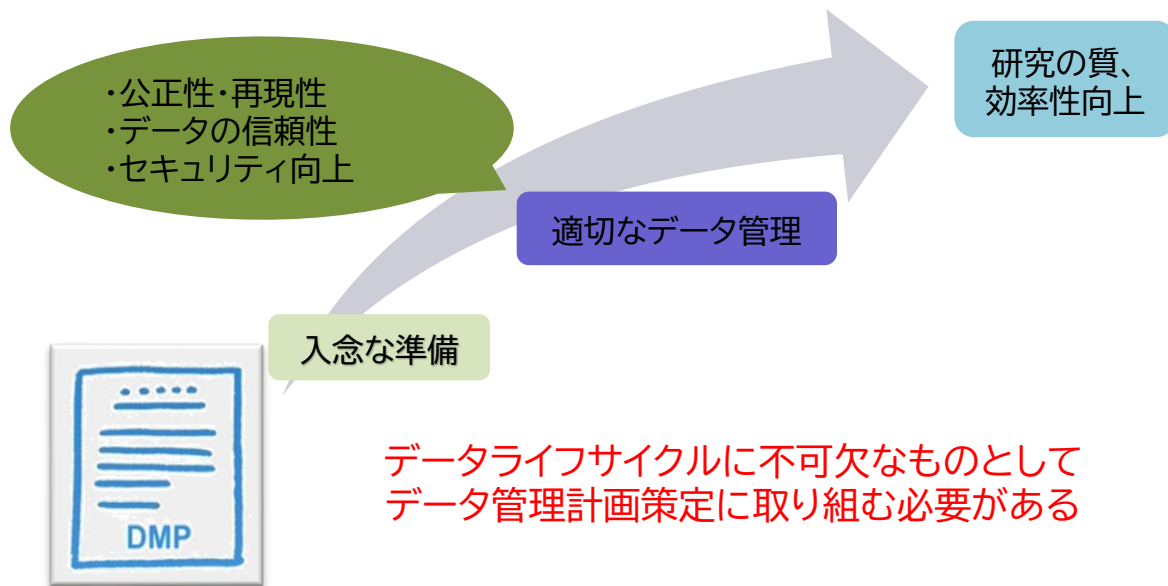 ・公正性・再現性
・データの信頼性
・セキュリティ向上
研究の質、
効率性向上
適切なデータ管理
入念な準備
DMP
データライフサイクルに不可欠なものとして
データ管理計画策定に取り組む必要がある